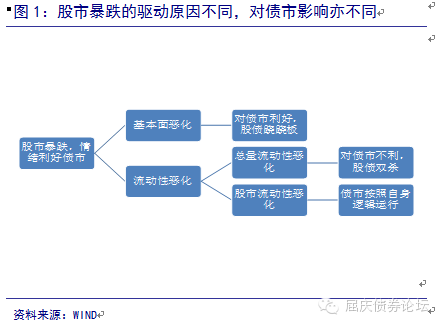 图1：股市暴跌的驱动原因不同，对债市影响亦不同
股市暴跌，情
绪利好债市
基本面恶化
对债市利好，
股债跷跷板
流动性恶化
总量流动性恶
化
对债市不利，
股债双杀
股市流动性恶
化
债市按照自身
逻辑运行
资料来源：WIND
屈庆债券论坛